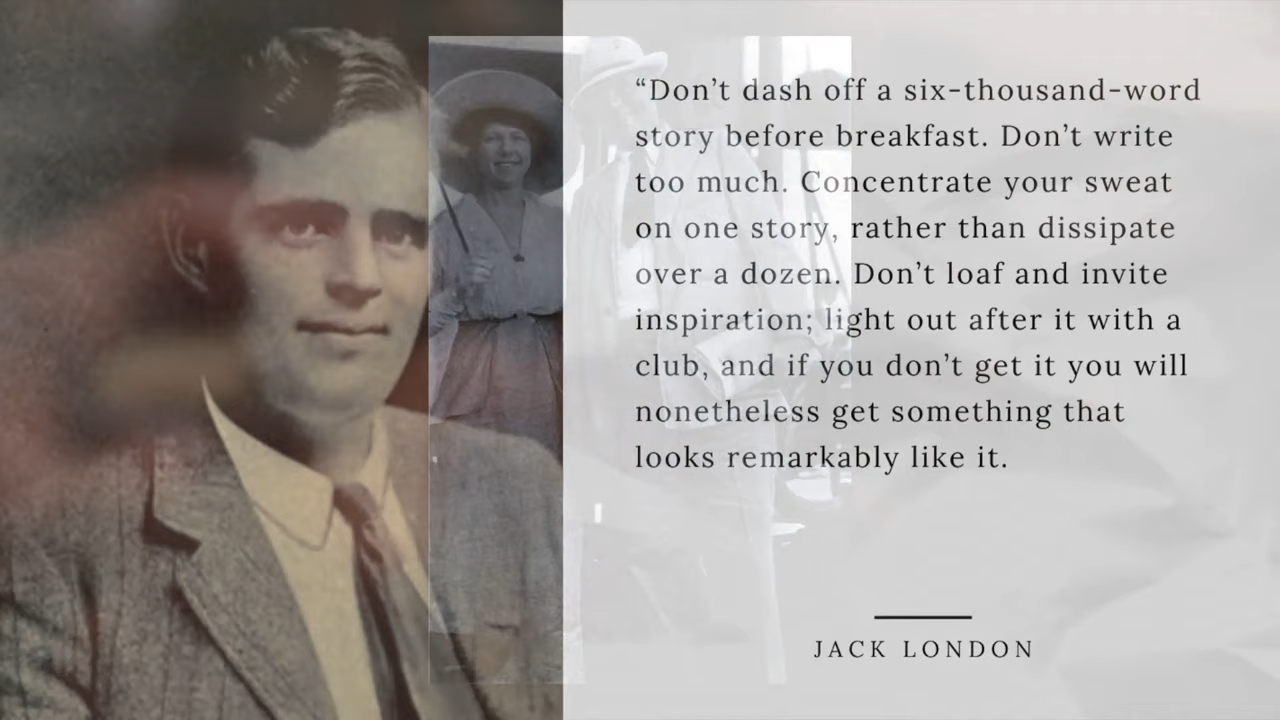 “Don’t dash off a six-thousand-word
story before breakfast. Don’t write
too much. Concentrate your sweat
on one story, rather than dissipate
over a dozen. Don’t loaf and invite
inspiration; light out after it with a
club, and if you don’t get it you will
nonetheless get something that
looks remarkably like it.
JACK LONDON